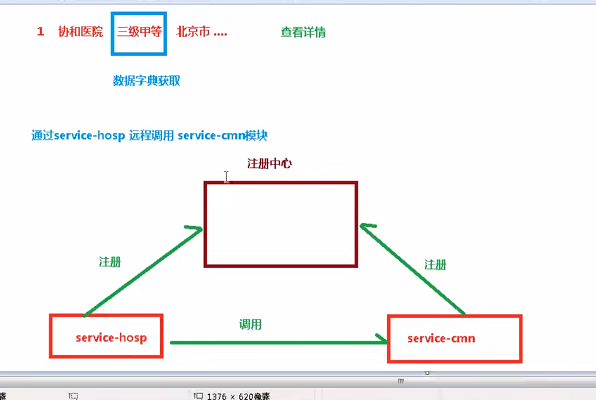 1 协和医院 三级甲等 北京市 .... 查看详情
数据字典获取
通过service-hosp 远程调用 service-cmn模块
注册中心
注册 注册
调用
service-hosp service-cmn
1376 × 620像素